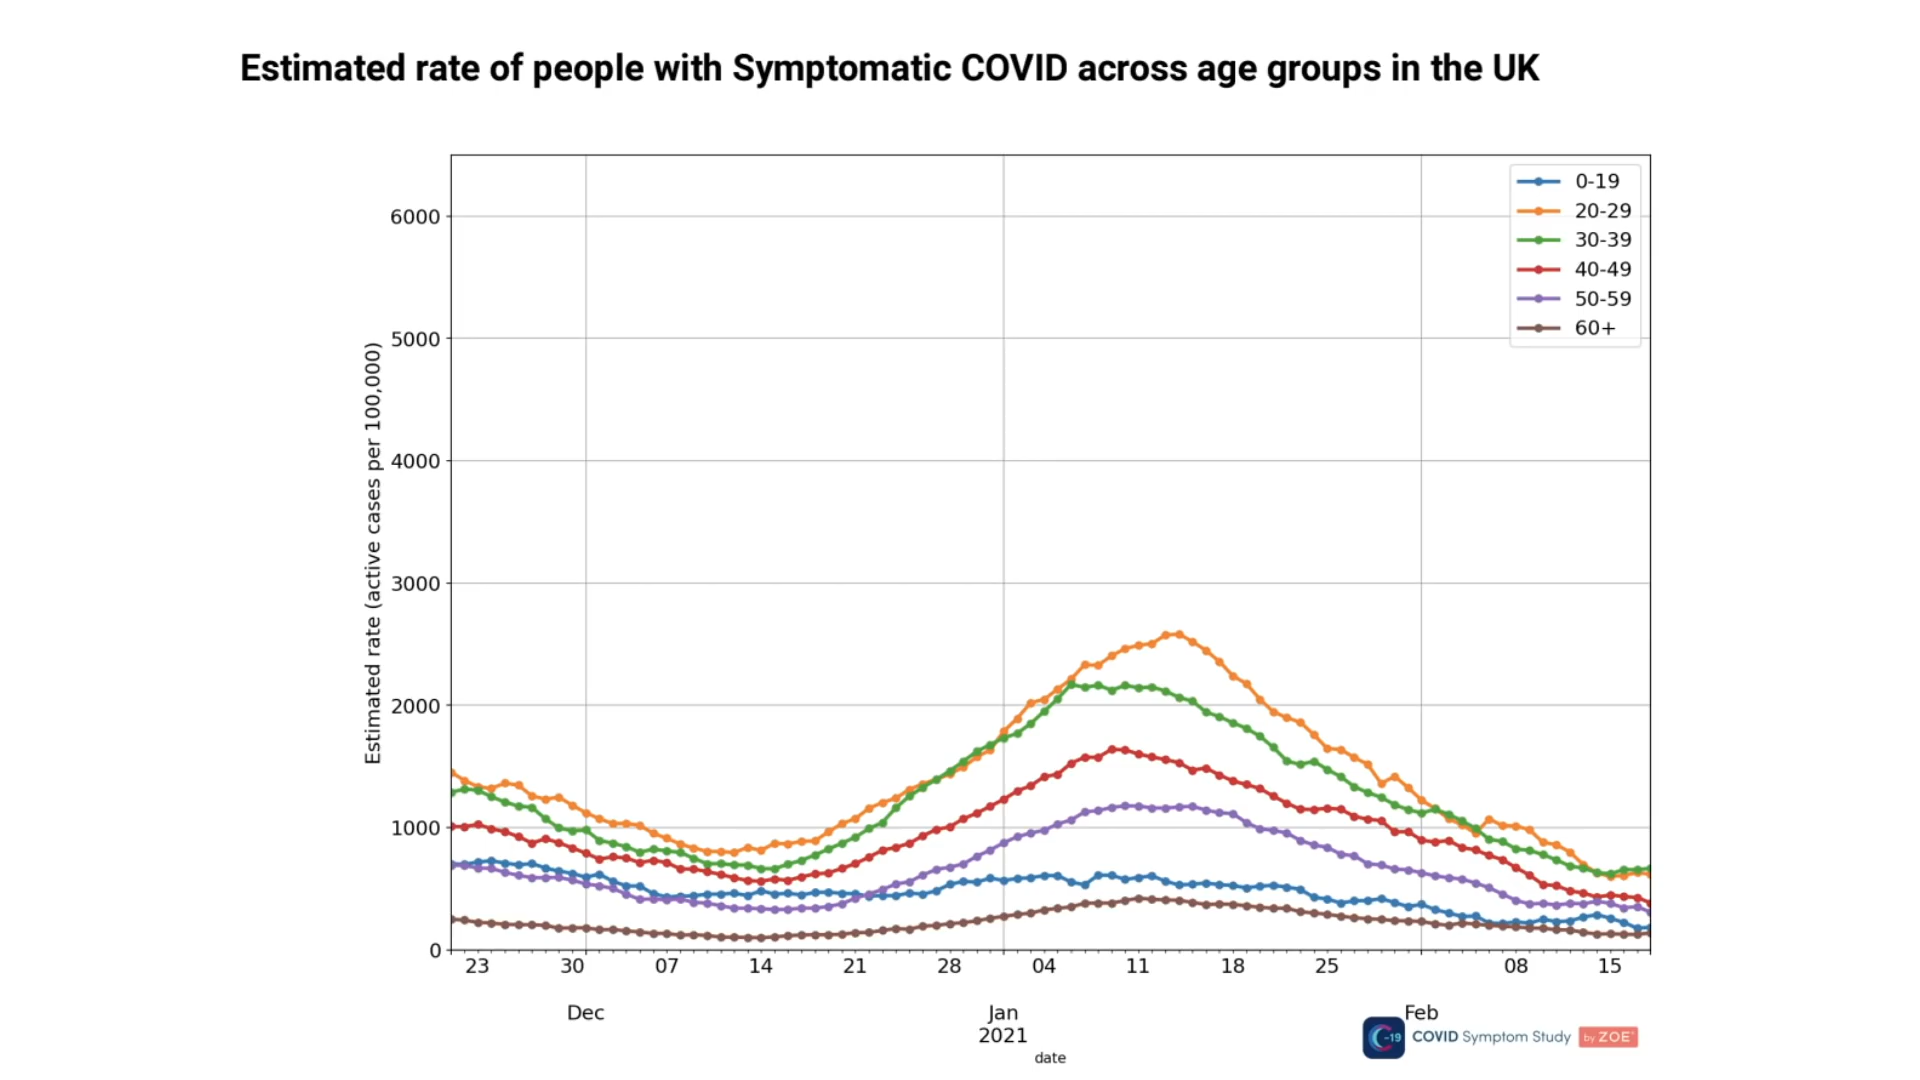 Estimated rate of people with Symptomatic COVID across age groups in the UK
0-19
20-29
30-39
40-49
50-59
60+
6000
5000
4000
3000
2000
1000
0
Estimated rate (active cases per 100,000)
23 30 07 14 21 28 04 11 18 25 08 15
Dec Jan Feb
2021
date
C-19 COVID Symptom Study by ZOE